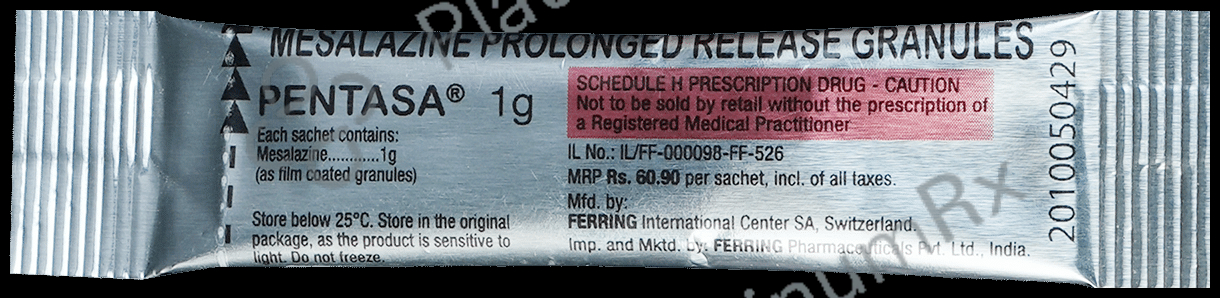 MESALAZINE PROLONGED RELEASE GRANULES
PENTASA® 1g
Each sachet contains:
Mesalazine............1g
(as film coated granules)
Store below 25°C. Store in the original
package, as the product is sensitive to
light. Do not freeze.
SCHEDULE H PRESCRIPTION DRUG - CAUTION
Not to be sold by retail without the prescription of
a Registered Medical Practitioner
IL No.: IL/FF-000098-FF-526
MRP Rs. 60.90 per sachet, incl. of all taxes.
Mfd. by:
FERRING International Center SA, Switzerland.
Imp. and Mktd. by: FERRING Pharmaceuticals Pvt. Ltd., India.
2010050429